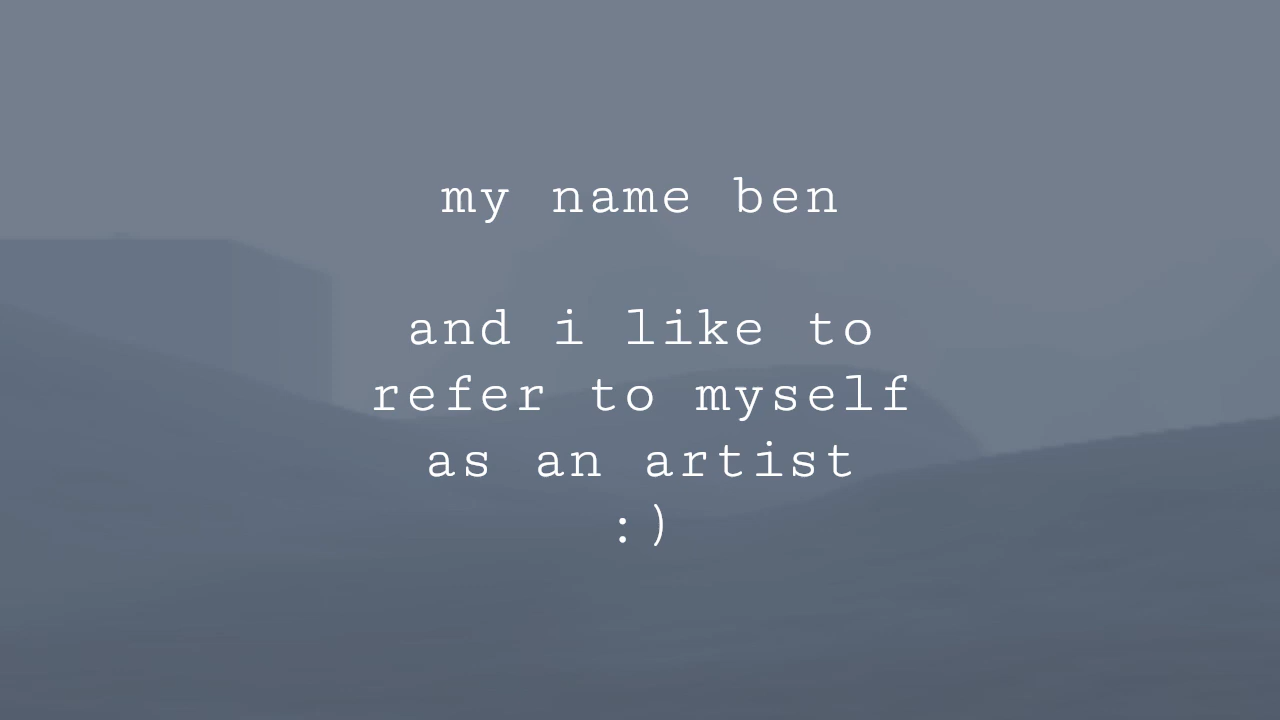 my name ben
and i like to
refer to myself
as an artist
:)